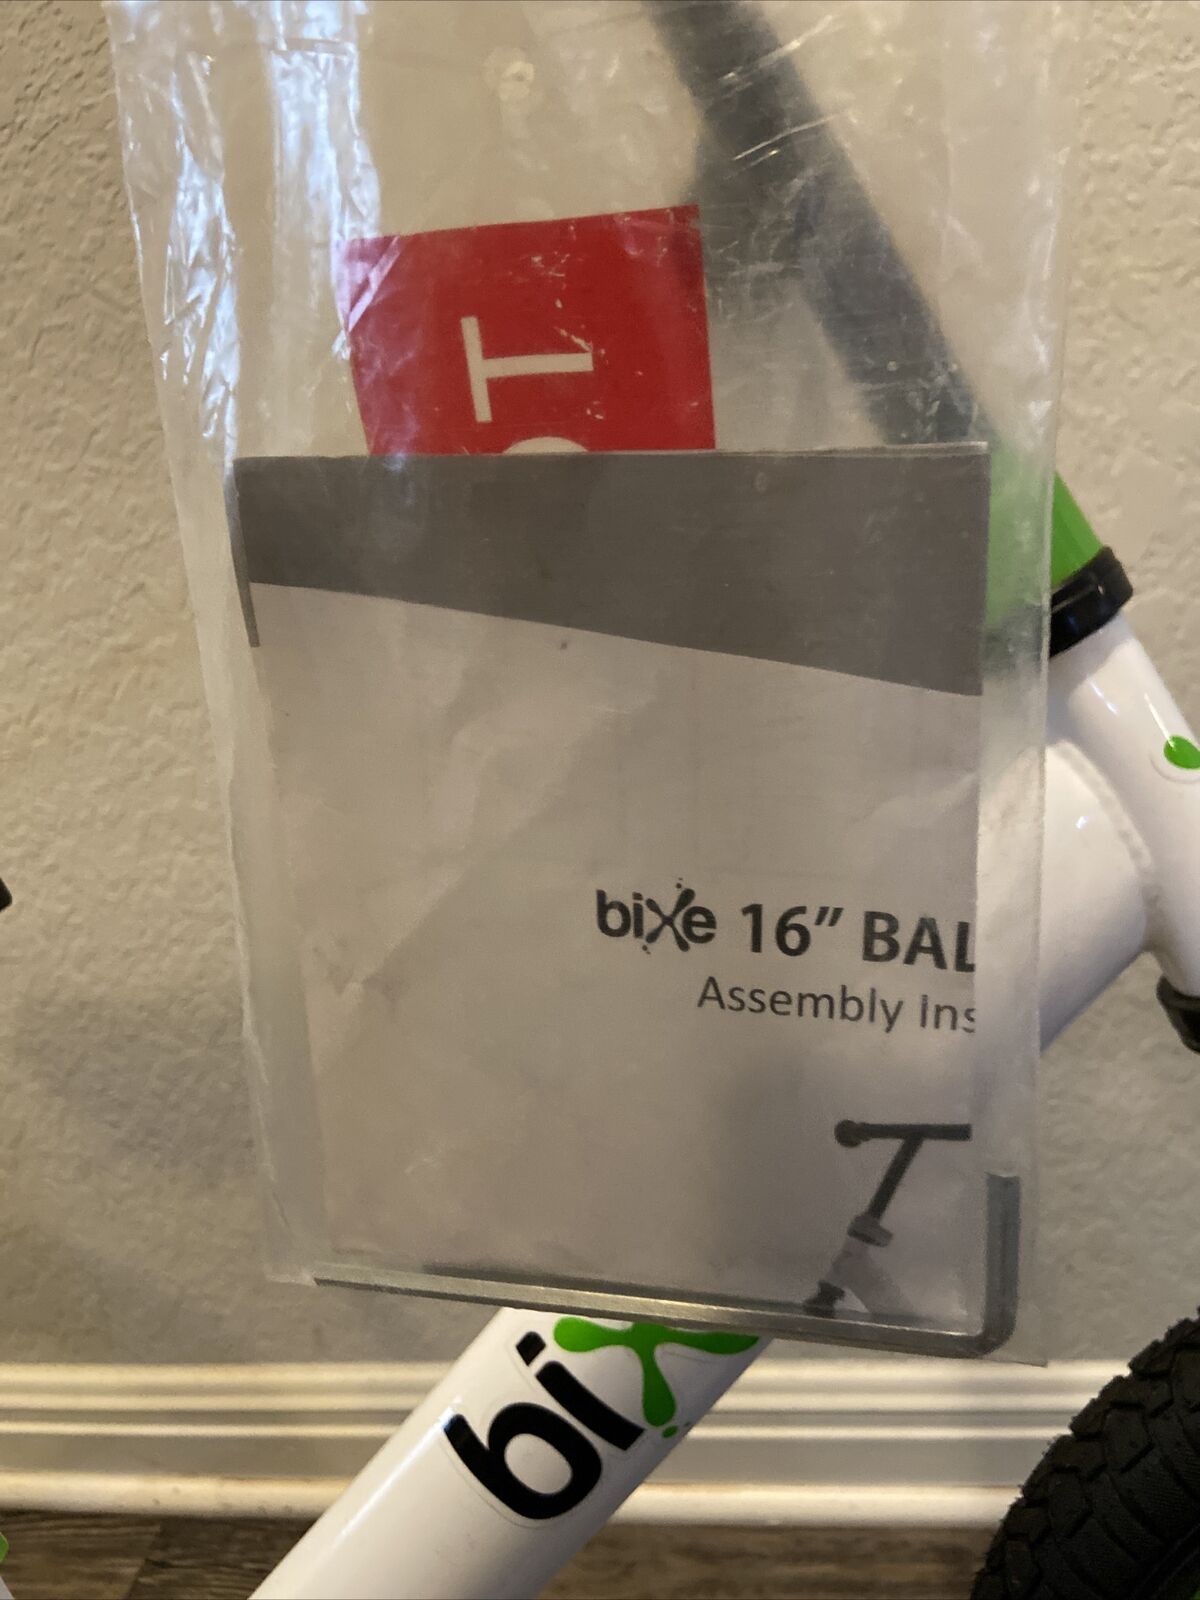 T
bixe 16” BAL
Assembly Ins
bix